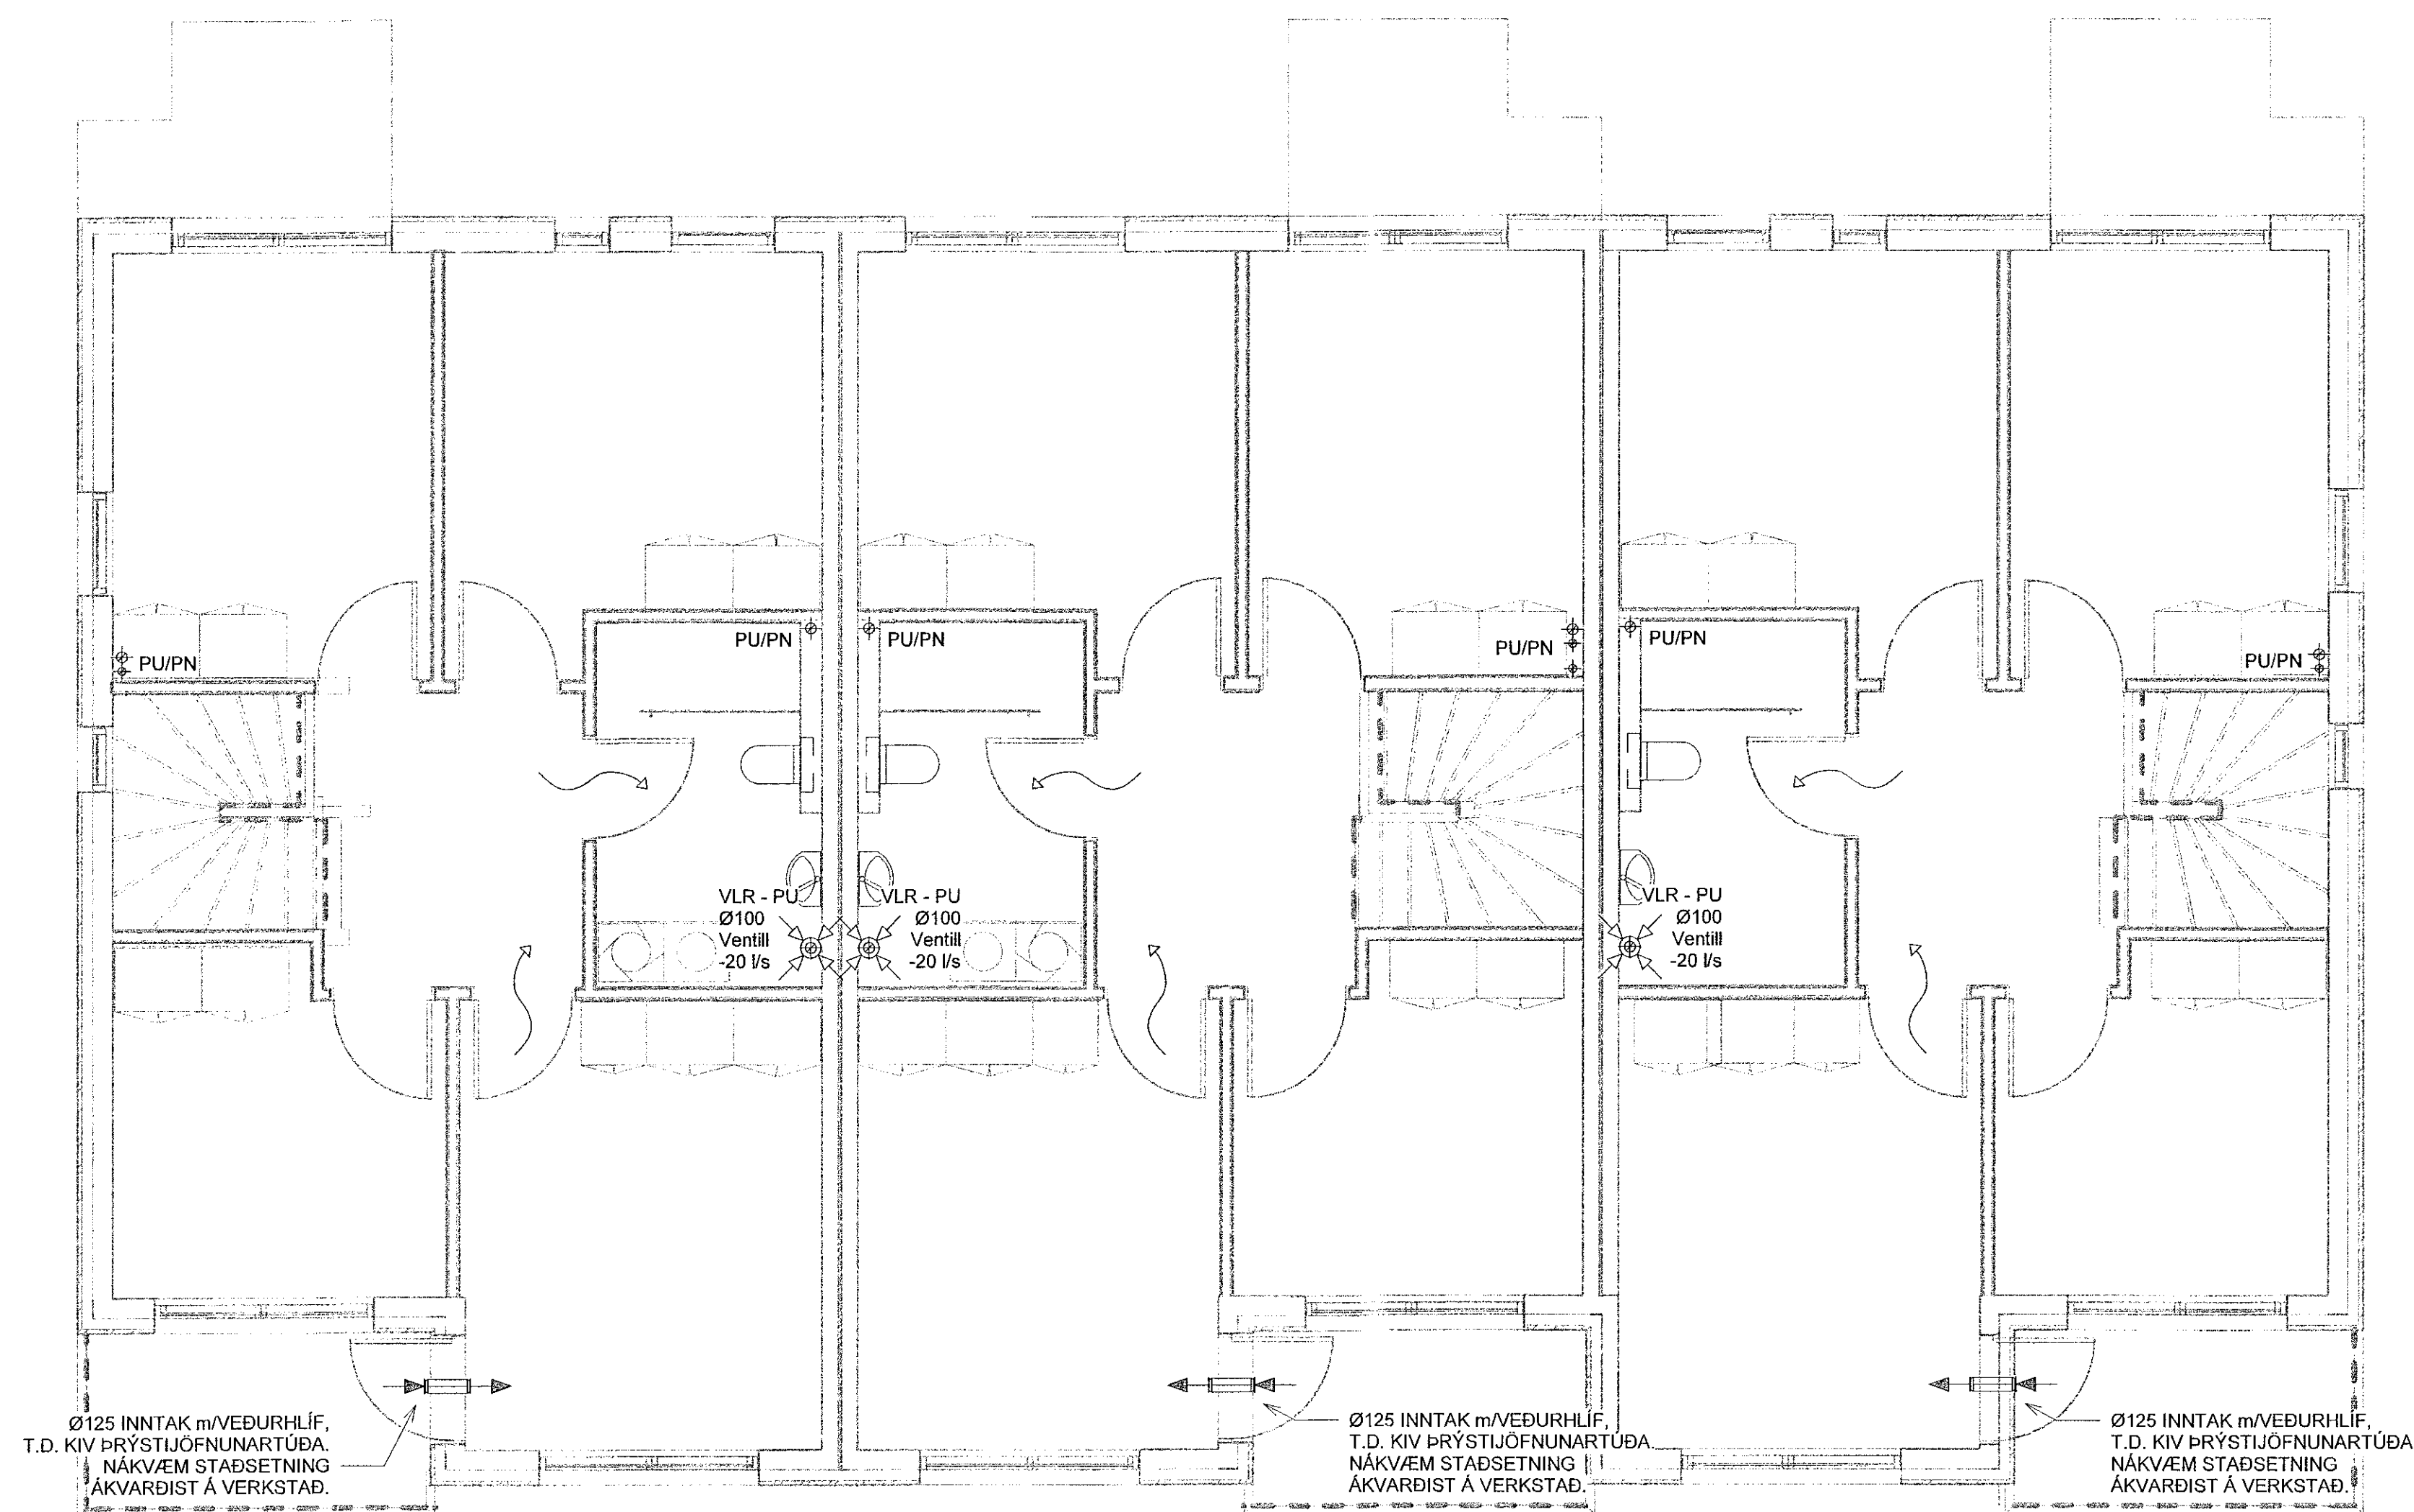 PU/PN
PU/PN
PU/PN
PU/PN
PU/PN
PU/PN
VLR - PU
Ø100
Ventill
-20 l/s
VLR - PU
Ø100
Ventill
-20 l/s
VLR - PU
Ø100
Ventill
-20 l/s
Ø125 INNTAK m/VEÐURHLÍF,
T.D. KIV ÞRÝSTIJÖFNUNARTÚÐA.
NÁKVÆM STAÐSETNING
ÁKVARÐIST Á VERKSTAÐ.
Ø125 INNTAK m/VEÐURHLÍF,
T.D. KIV ÞRÝSTIJÖFNUNARTÚÐA.
NÁKVÆM STAÐSETNING
ÁKVARÐIST Á VERKSTAÐ.
Ø125 INNTAK m/VEÐURHLÍF,
T.D. KIV ÞRÝSTIJÖFNUNARTÚÐA
NÁKVÆM STAÐSETNING
ÁKVARÐIST Á VERKSTAÐ.